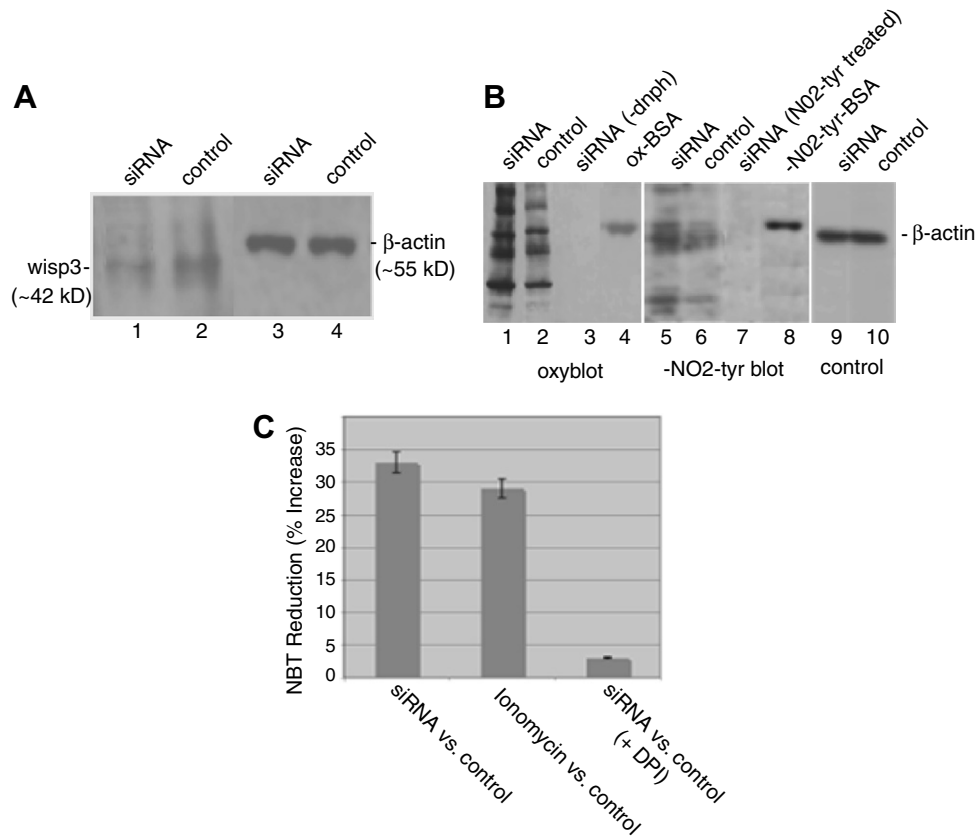 A
siRNA
control
siRNA
control
wisp3-
(~42 kD)
- β-actin
(~55 kD)
1 2 3 4
B
siRNA
control
siRNA (-dnph)
ox-BSA
siRNA
control
siRNA (N02-tyr treated)
-N02-tyr-BSA
siRNA
control
- β-actin
1 2 3 4 5 6 7 8 9 10
oxyblot
-NO2-tyr blot
control
C
NBT Reduction (% Increase)
35
30
25
20
15
10
5
0
siRNA vs. control
Ionomycin vs. control
siRNA vs. control
(+ DPI)